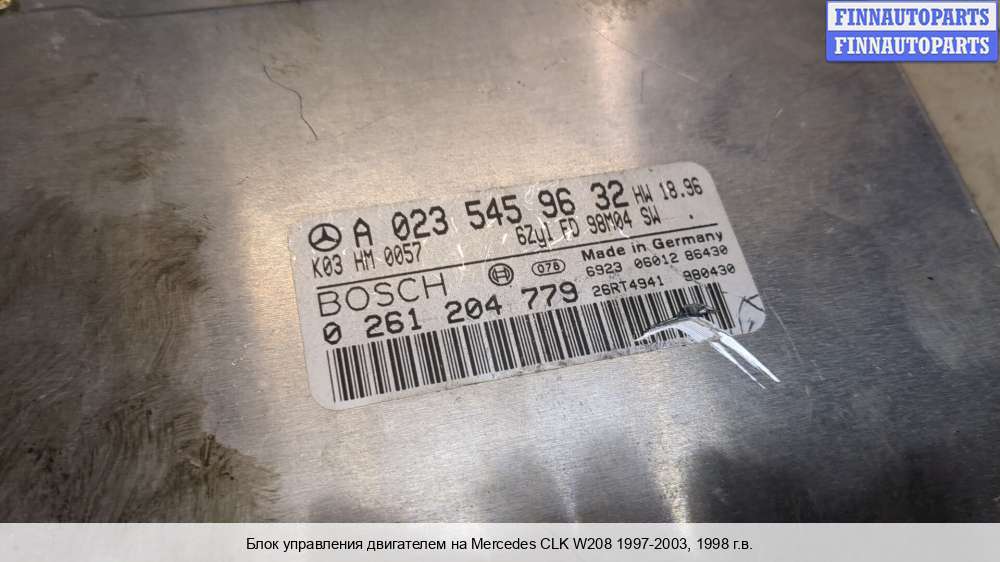 FINNAUTOPARTS
FINNAUTOPARTS
A 023 545 96 32 HW 18.96
K03 HM 0057 6Zyl FD 98M04 SW .
BOSCH 078 Made in Germany
6923 06012 86430
0 261 204 779 26RT4941 980430
K
Блок управления двигателем на Mercedes CLK W208 1997-2003, 1998 г.в.